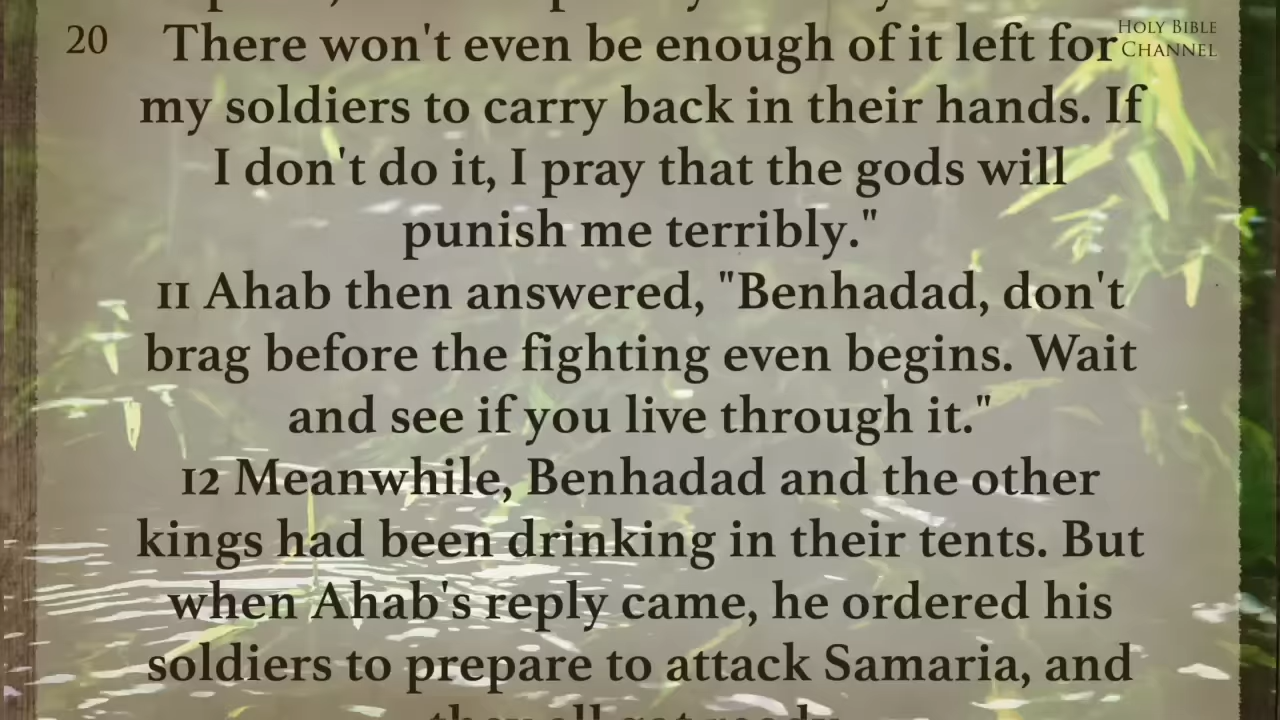 20
HOLY BIBLE
CHANNEL
There won't even be enough of it left for
my soldiers to carry back in their hands. If
I don't do it, I pray that the gods will
punish me terribly."
11 Ahab then answered, "Benhadad, don't
brag before the fighting even begins. Wait
and see if you live through it."
12 Meanwhile, Benhadad and the other
kings had been drinking in their tents. But
when Ahab's reply came, he ordered his
soldiers to prepare to attack Samaria, and
they all got ready.